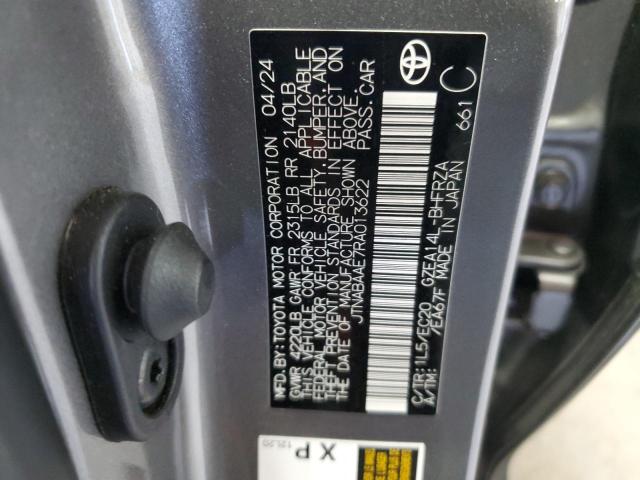 MFD.BY:TOYOTA MOTOR CORPORATION 04/24
GVWR 4220LB GAWR FR 2315LB RR 2140LB
THIS VEHICLE CONFORMS TO ALL APPLICABLE
FEDERAL MOTOR VEHICLE SAFETY, BUMPER, AND
THEFT PREVENTION STANDARDS IN EFFECT ON
THE DATE OF MANUFACTURE SHOWN ABOVE.
JTNABAAE7RA013622 PASS.CAR
C/TR: 1L5/EC20 GZEA14L-BHFRZA 661
A/TM: -/EA67F MADE IN JAPAN
C
X P
12L20